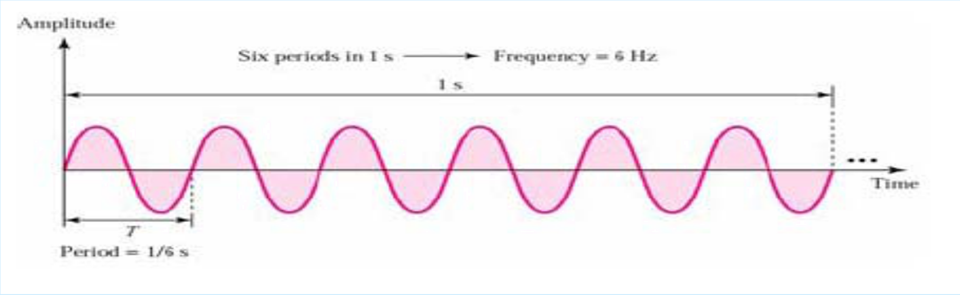 Amplitude
Six periods in 1 s Frequency = 6 Hz
1 s
Time
T
Period = 1/6 s